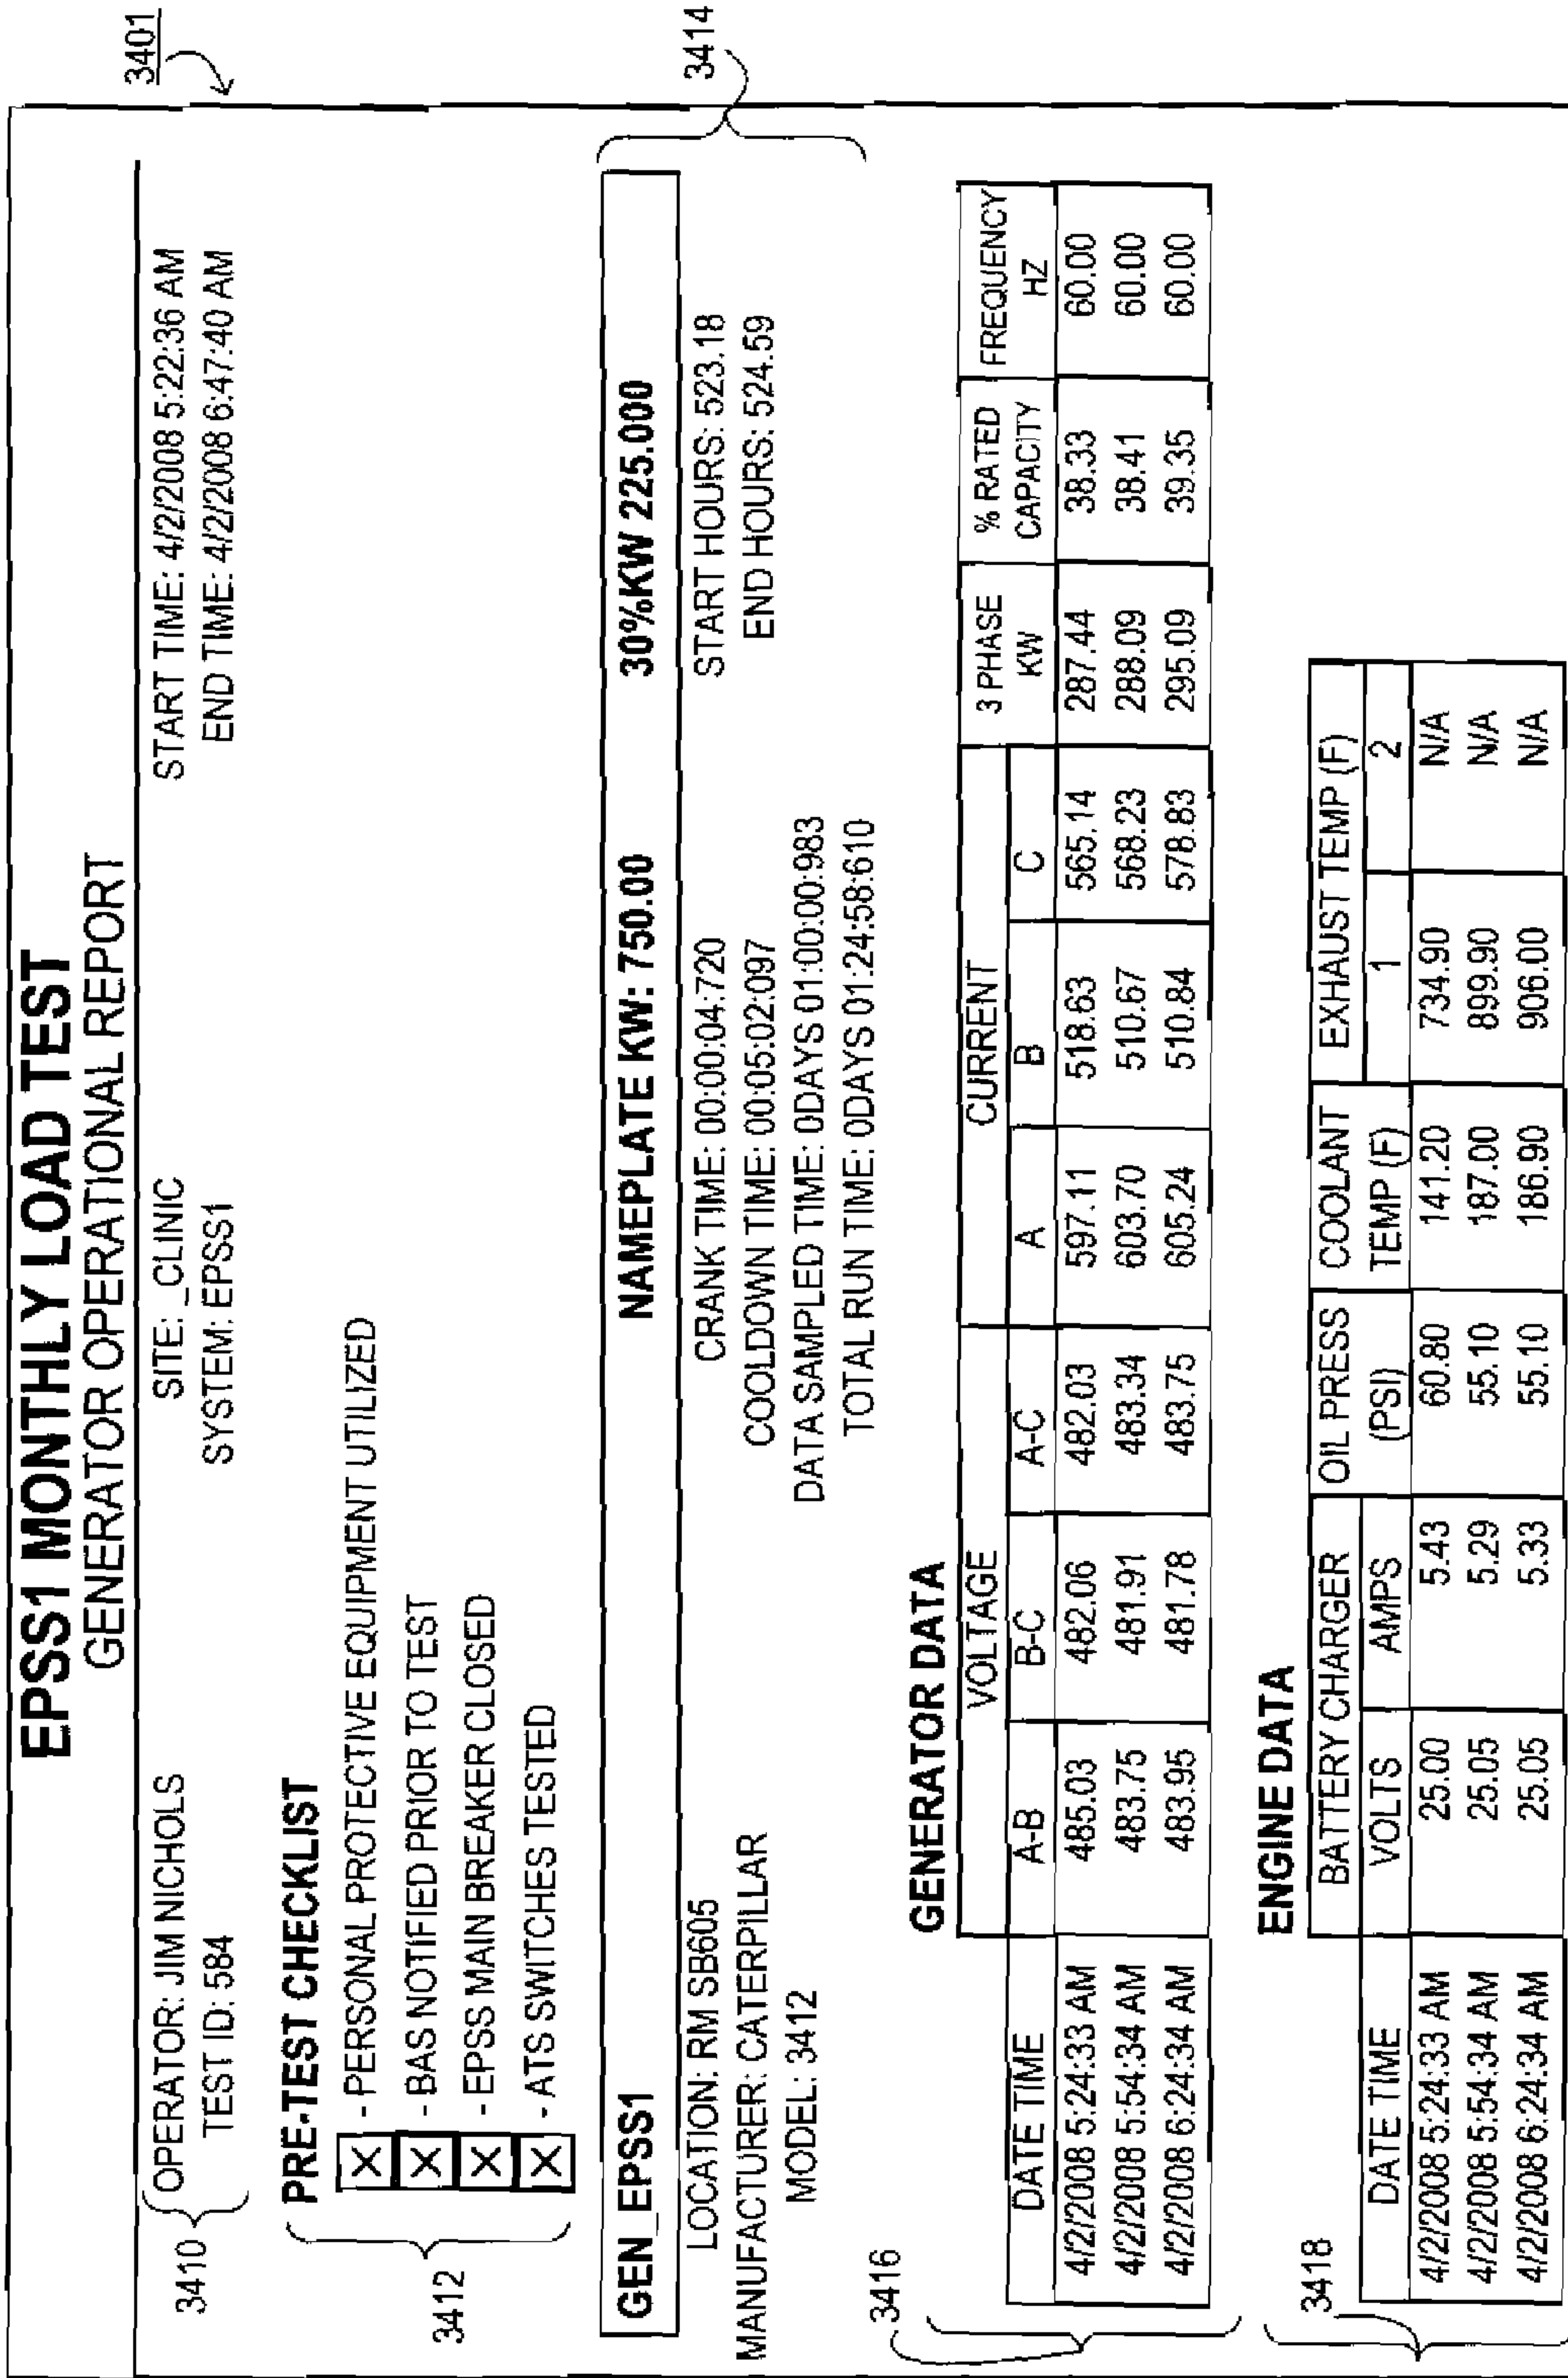 EPSS1 MONTHLY LOAD TEST
GENERATOR OPERATIONAL REPORT
3401
3410
OPERATOR: JIM NICHOLS SITE: _CLINIC START TIME: 4/2/2008 5:22:36 AM
TEST ID: 584 SYSTEM: EPSS1 END TIME: 4/2/2008 6:47:40 AM
PRE-TEST CHECKLIST
3412
X - PERSONAL PROTECTIVE EQUIPMENT UTILIZED
X - BAS NOTIFIED PRIOR TO TEST
X - EPSS MAIN BREAKER CLOSED
X - ATS SWITCHES TESTED
GEN_EPSS1 NAMEPLATE KW: 750.00 30%KW 225.000
3414
LOCATION: RM SB605 CRANK TIME: 00:00:04:720 START HOURS: 523.18
MANUFACTURER: CATERPILLAR COOLDOWN TIME: 00:05:02:097 END HOURS: 524.59
MODEL: 3412 DATA SAMPLED TIME: 0DAYS 01:00:00:983
TOTAL RUN TIME: 0DAYS 01:24:58:610
3416
GENERATOR DATA
VOLTAGE CURRENT 3 PHASE % RATED FREQUENCY
DATE TIME A-B B-C A-C A B C KW CAPACITY HZ
4/2/2008 5:24:33 AM 485.03 482.06 482.03 597.11 518.63 565.14 287.44 38.33 60.00
4/2/2008 5:54:34 AM 483.75 481.91 483.34 603.70 510.67 568.23 288.09 38.41 60.00
4/2/2008 6:24:34 AM 483.95 481.78 483.75 605.24 510.84 578.83 295.09 39.35 60.00
3418
ENGINE DATA
BATTERY CHARGER OIL PRESS COOLANT EXHAUST TEMP (F)
DATE TIME VOLTS AMPS (PSI) TEMP (F) 1 2
4/2/2008 5:24:33 AM 25.00 5.43 60.80 141.20 734.90 N/A
4/2/2008 5:54:34 AM 25.05 5.29 55.10 187.00 899.90 N/A
4/2/2008 6:24:34 AM 25.05 5.33 55.10 186.90 906.00 N/A